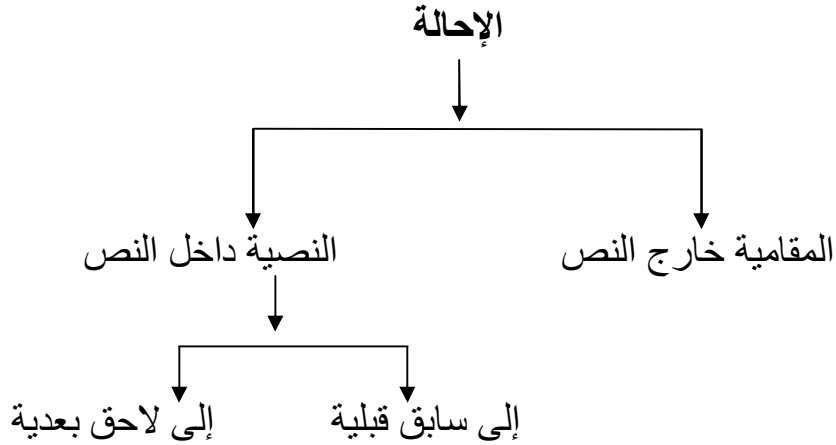 الإحالة
المقامية خارج النص
النصية داخل النص
إلى سابق قبلية
إلى لاحق بعدية